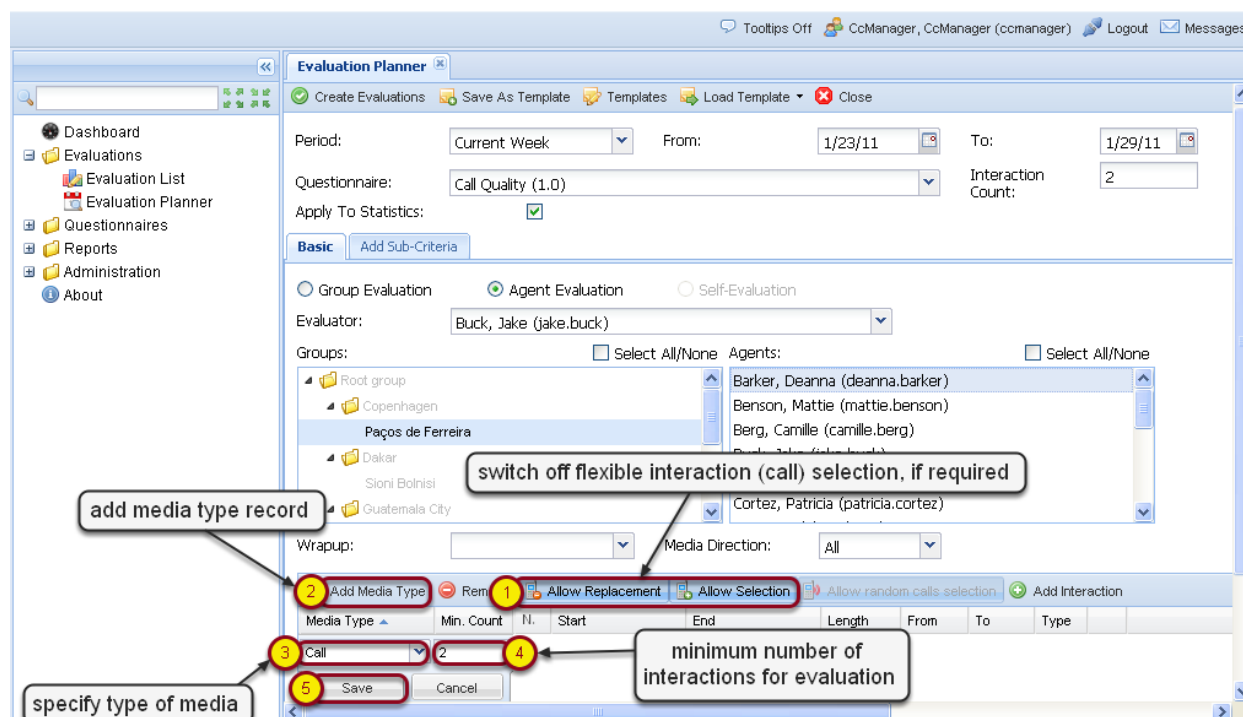 Tooltips Off CcManager, CcManager (ccmanager) Logout Messages
Evaluation Planner
Create Evaluations Save As Template Templates Load Template Close
Dashboard
Evaluations
Evaluation List
Evaluation Planner
Questionnaires
Reports
Administration
About
Period: Current Week From: 1/23/11 To: 1/29/11
Questionnaire: Call Quality (1.0) Interaction Count: 2
Apply To Statistics:
Basic Add Sub-Criteria
Group Evaluation Agent Evaluation Self-Evaluation
Evaluator: Buck, Jake (jake.buck)
Groups: Select All/None Agents: Select All/None
Root group
Copenhagen
Paços de Ferreira
Dakar
Sioni Bolnisi
Guatemala City
Barker, Deanna (deanna.barker)
Benson, Mattie (mattie.benson)
Berg, Camille (camille.berg)
Buck, Jake (jake.buck)
Cortez, Patricia (patricia.cortez)
switch off flexible interaction (call) selection, if required
add media type record
Wrapup: Media Direction: All
2 Add Media Type Rem 1 Allow Replacement Allow Selection Allow random calls selection Add Interaction
Media Type Min. Count N. Start End Length From To Type
3 Call 2 4
minimum number of
interactions for evaluation
5 Save Cancel
specify type of media